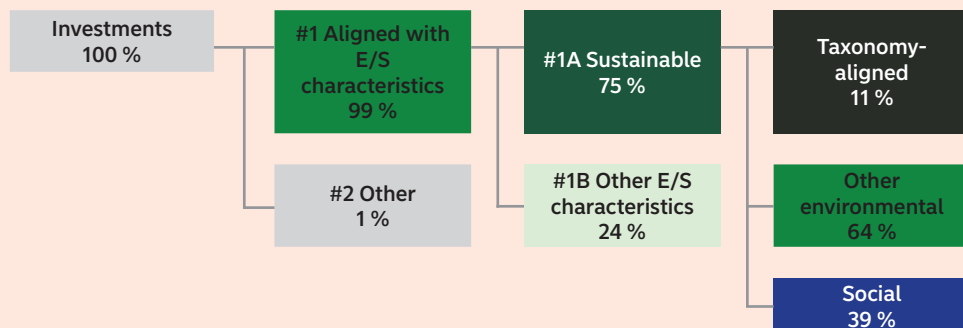 Investments
100 %
#1 Aligned with
E/S
characteristics
99 %
#1A Sustainable
75 %
Taxonomy-
aligned
11 %
#2 Other
1 %
#1B Other E/S
characteristics
24 %
Other
environmental
64 %
Social
39 %